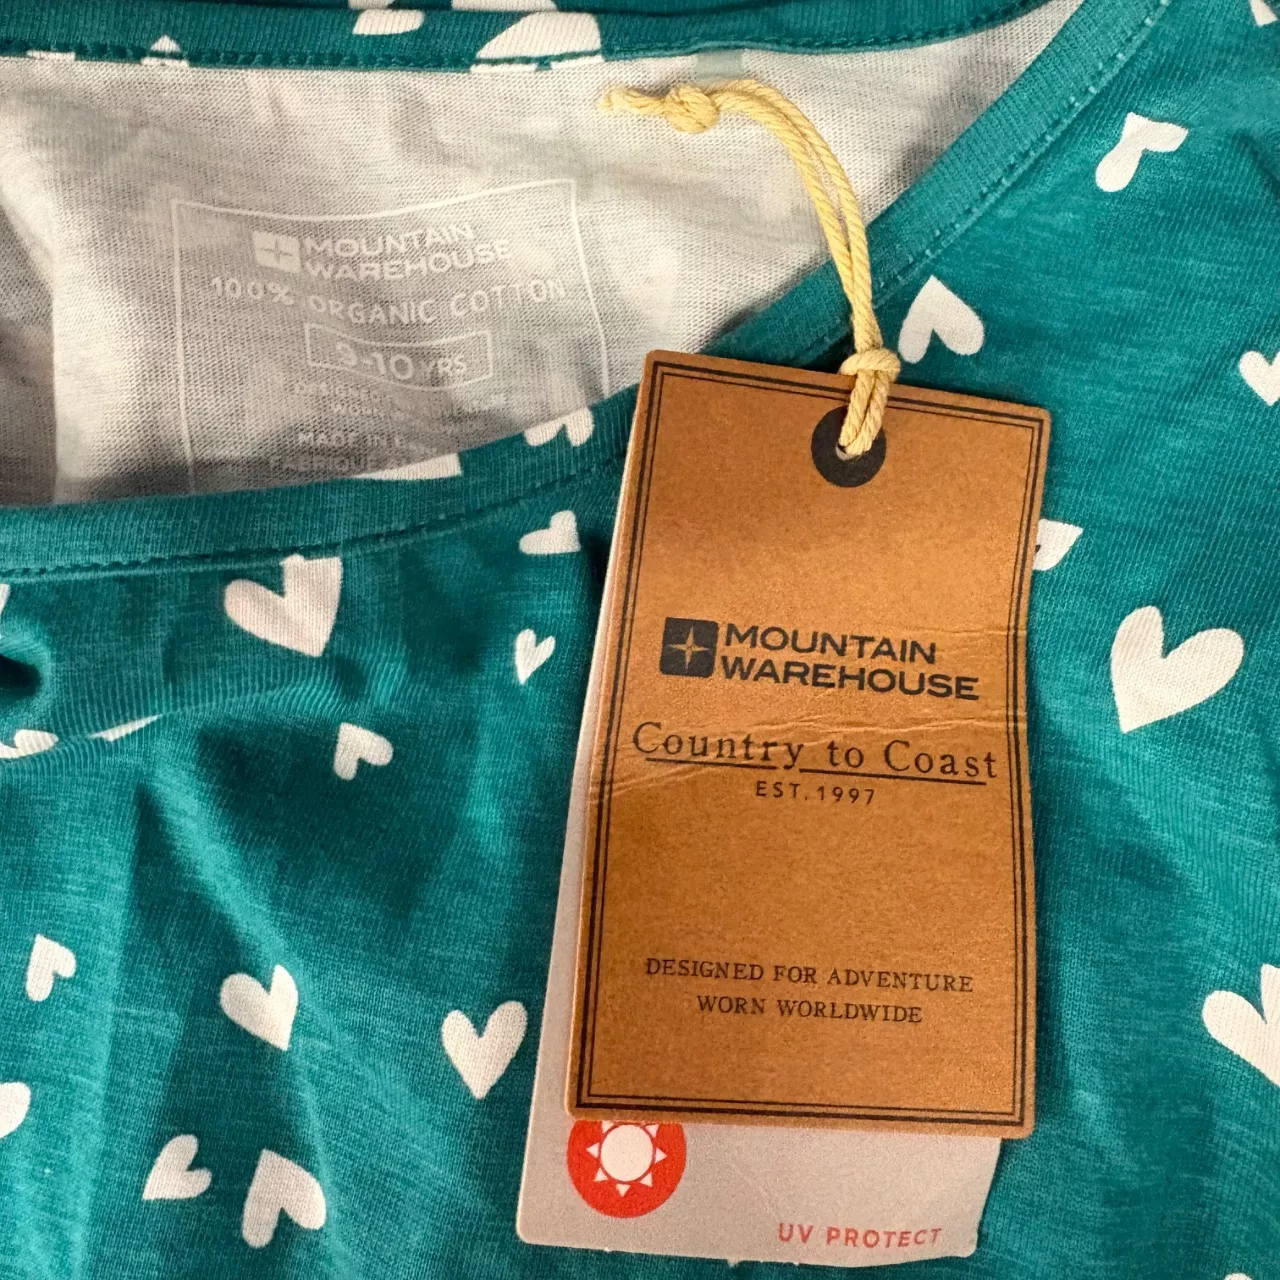 MOUNTAIN
WAREHOUSE
100% ORGANIC COTTON
9-10 YRS
MADE IN
MOUNTAIN
WAREHOUSE
Country to Coast
EST. 1997
DESIGNED FOR ADVENTURE
WORN WORLDWIDE
UV PROTECT